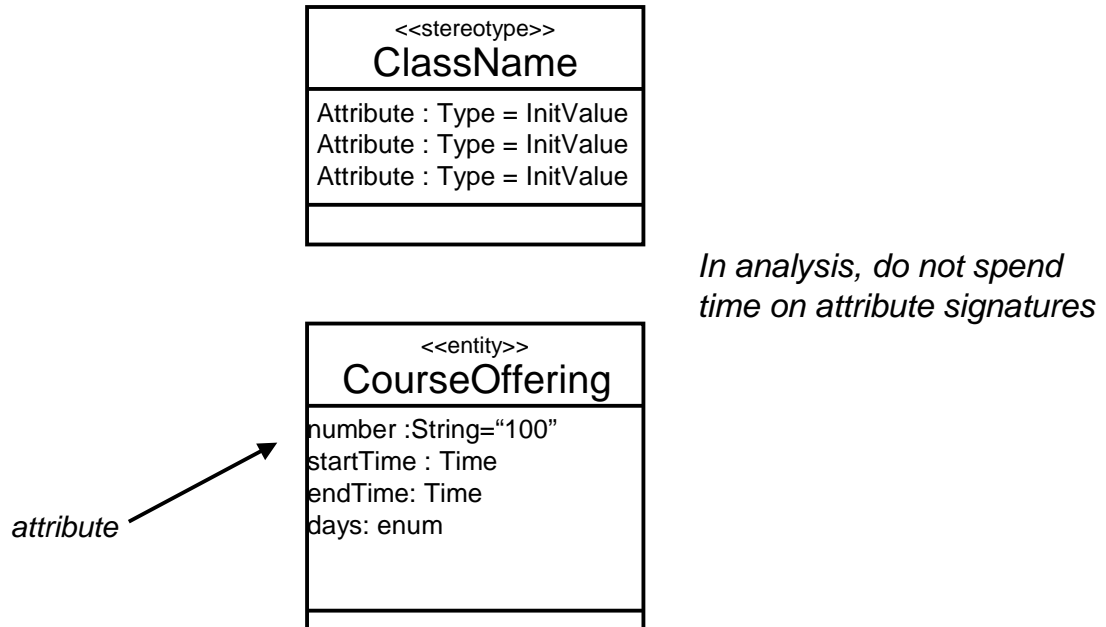 <<stereotype>>
ClassName
Attribute : Type = InitValue
Attribute : Type = InitValue
Attribute : Type = InitValue
In analysis, do not spend
time on attribute signatures
<<entity>>
CourseOffering
number :String=“100”
startTime : Time
endTime: Time
days: enum
attribute